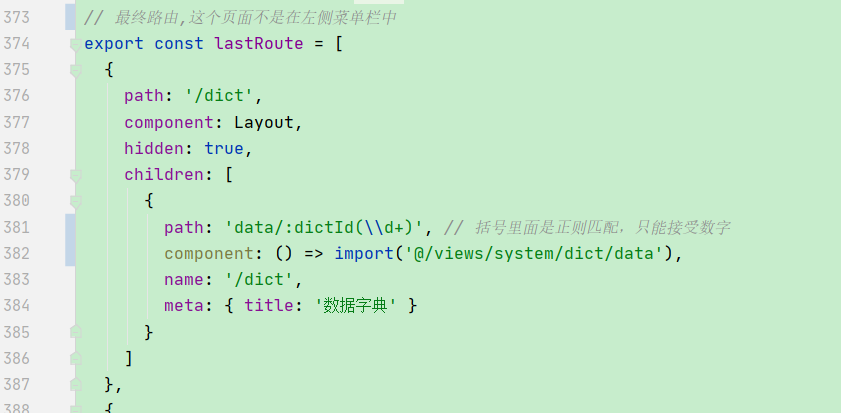 373 // 最终路由,这个页面不是在左侧菜单栏中
374 export const lastRoute = [
375 {
376 path: '/dict',
377 component: Layout,
378 hidden: true,
379 children: [
380 {
381 path: 'data/:dictId(\\d+)', // 括号里面是正则匹配，只能接受数字
382 component: () => import('@/views/system/dict/data'),
383 name: '/dict',
384 meta: { title: '数据字典' }
385 }
386 ]
387 },
388 {